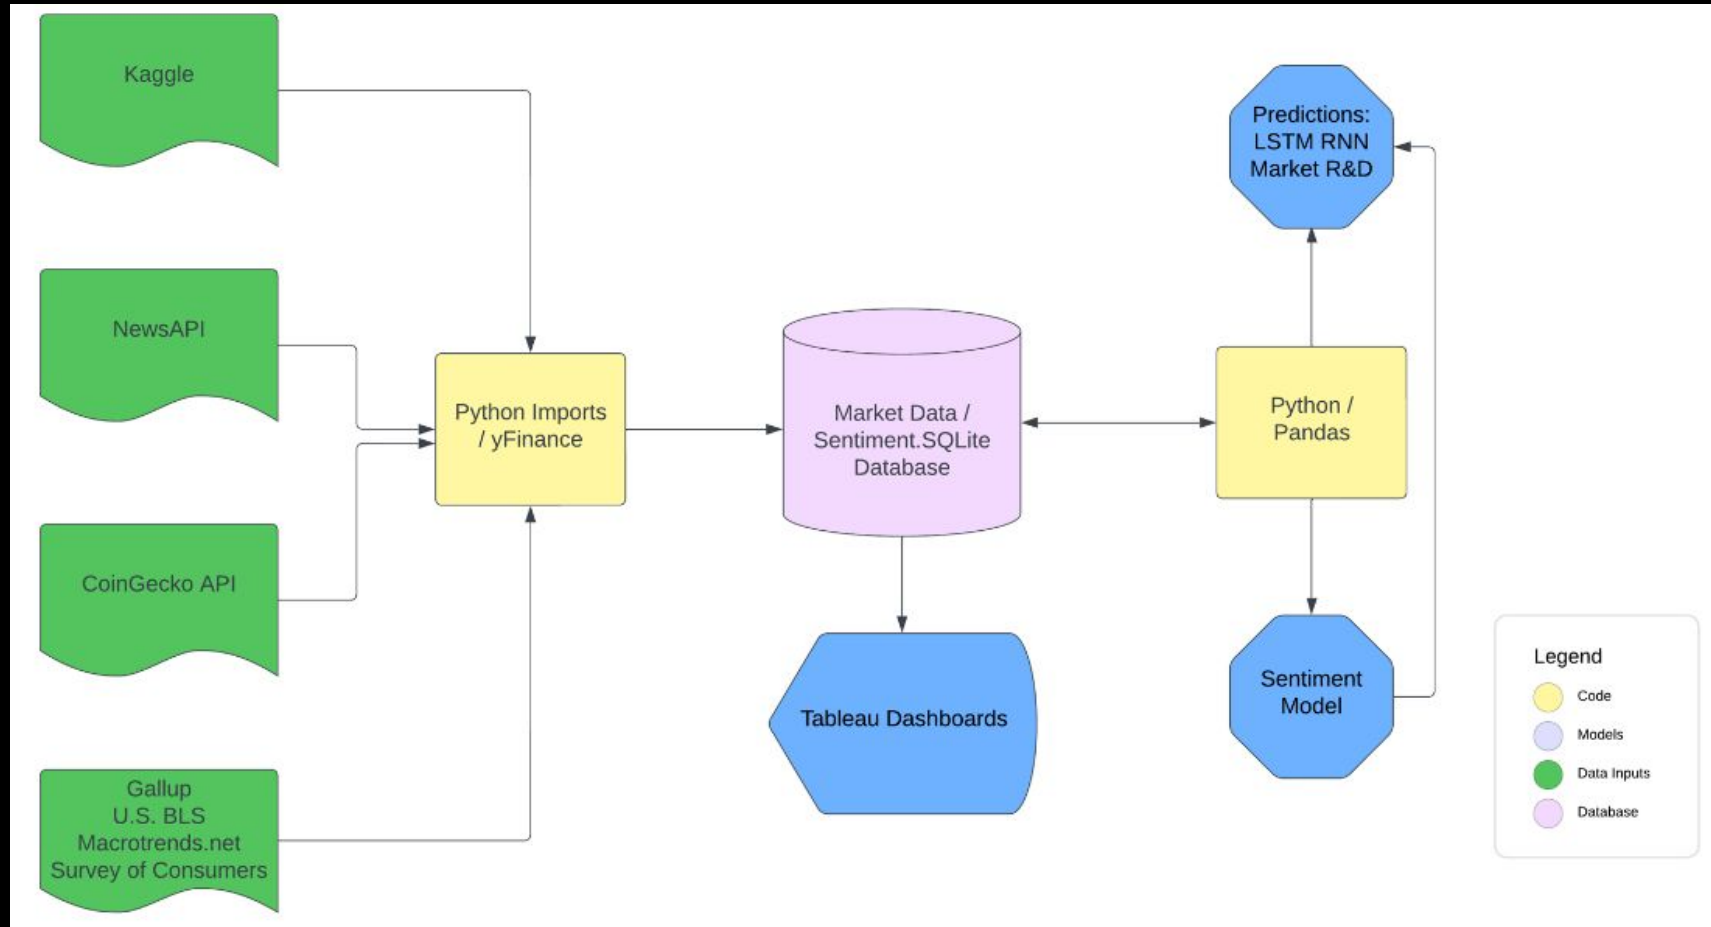 Kaggle
NewsAPI
CoinGecko API
Gallup
U.S. BLS
Macrotrends.net
Survey of Consumers
Python Imports
/ yFinance
Market Data /
Sentiment.SQLite
Database
Tableau Dashboards
Predictions:
LSTM RNN
Market R&D
Python /
Pandas
Sentiment
Model
Legend
Code
Models
Data Inputs
Database